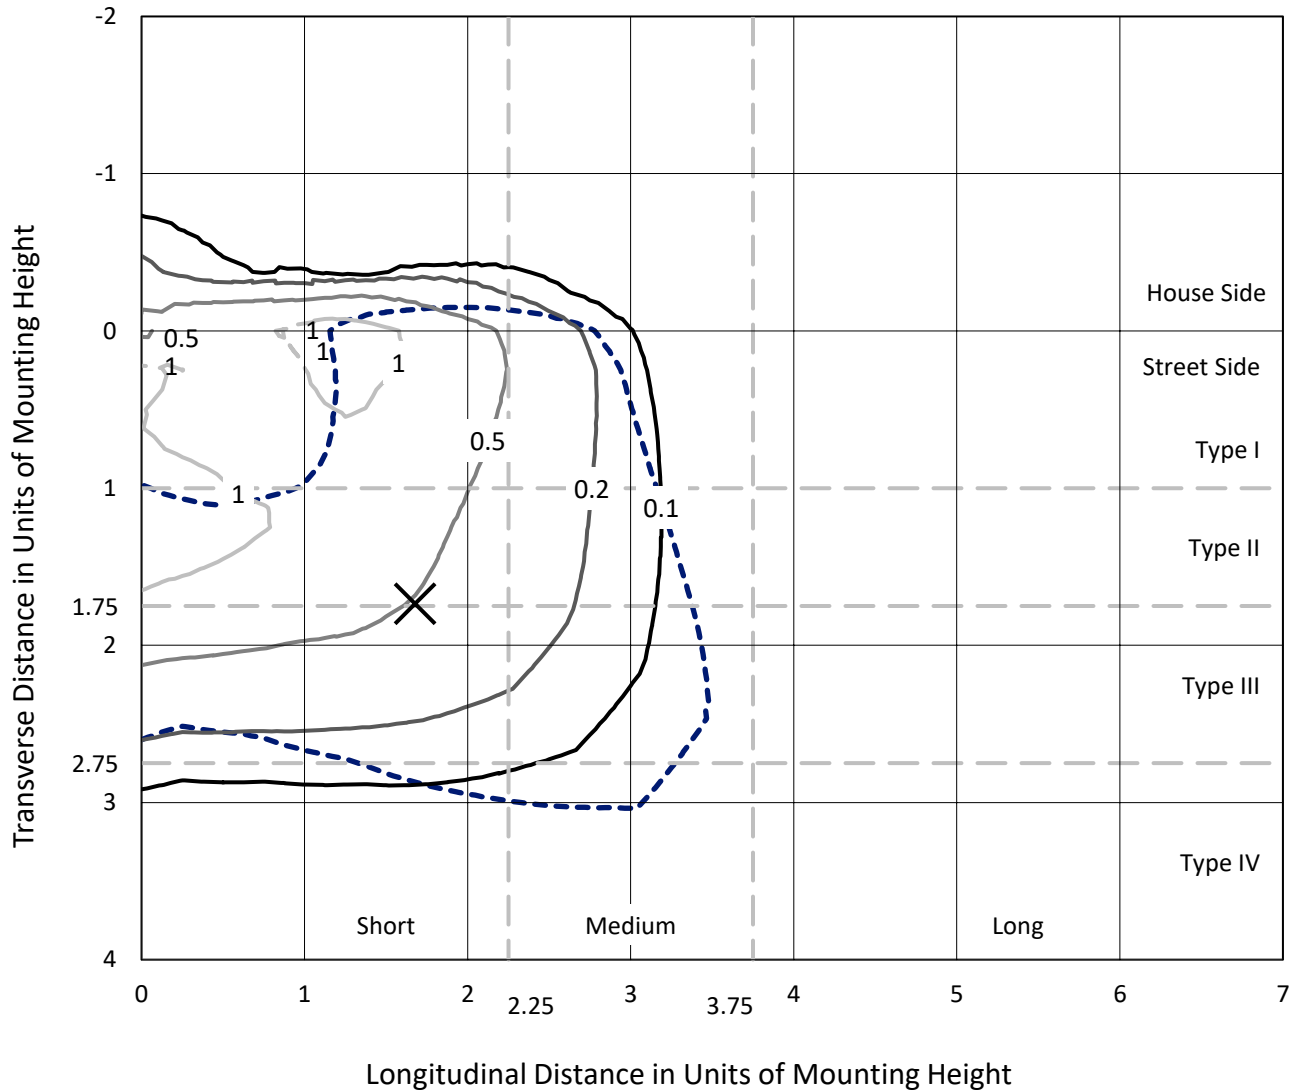 -2
-1
House Side
0
0.5
1
1
1
1
Street Side
0.5
Type I
1
1
0.2
0.1
Type II
1.75
2
Type III
2.75
3
Type IV
Short
Medium
Long
4
0
1
2
2.25
3
3.75
4
5
6
7
Transverse Distance in Units of Mounting Height
Longitudinal Distance in Units of Mounting Height